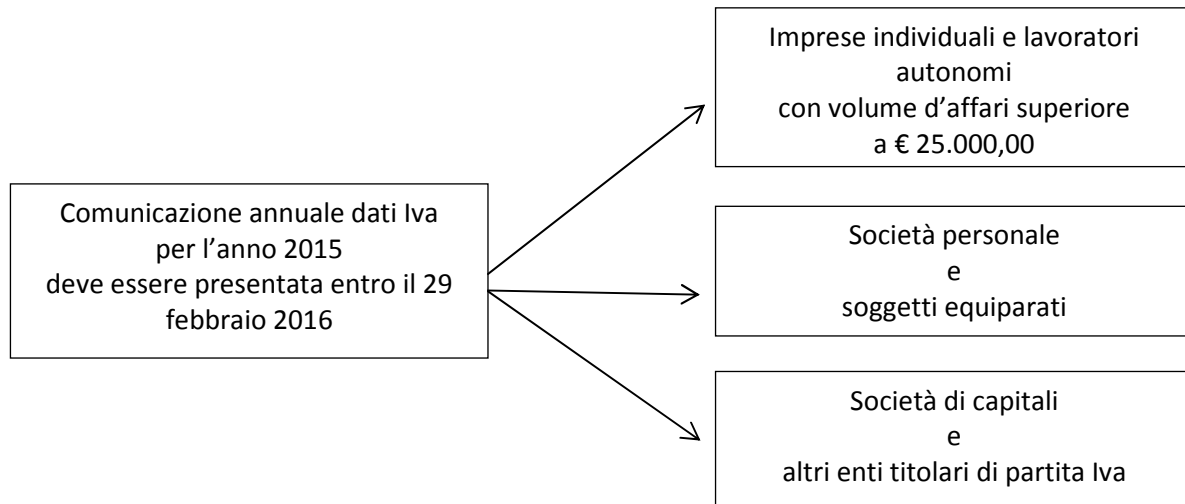 Comunicazione annuale dati Iva
per l’anno 2015
deve essere presentata entro il 29
febbraio 2016
Imprese individuali e lavoratori
autonomi
con volume d’affari superiore
a € 25.000,00
Società personale
e
soggetti equiparati
Società di capitali
e
altri enti titolari di partita Iva